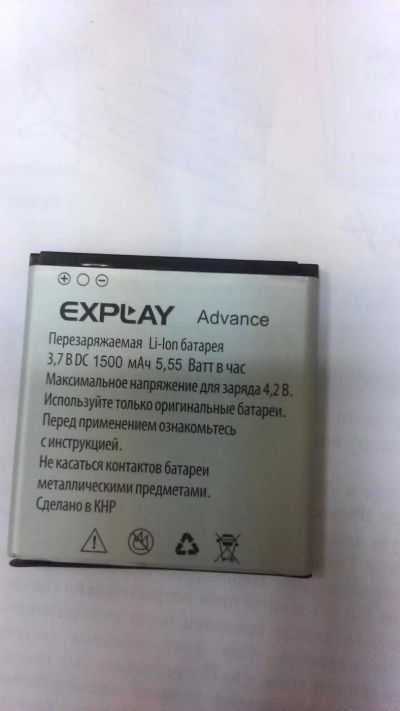 EXPLAY Advance
Перезаряжаемая Li-Ion батарея
3,7 В DC 1500 мАч 5,55 Ватт в час
Максимальное напряжение для заряда 4,2 В.
Используйте только оригинальные батареи.
Перед применением ознакомьтесь
с инструкцией.
Не касаться контактов батареи
металлическими предметами.
Сделано в КНР